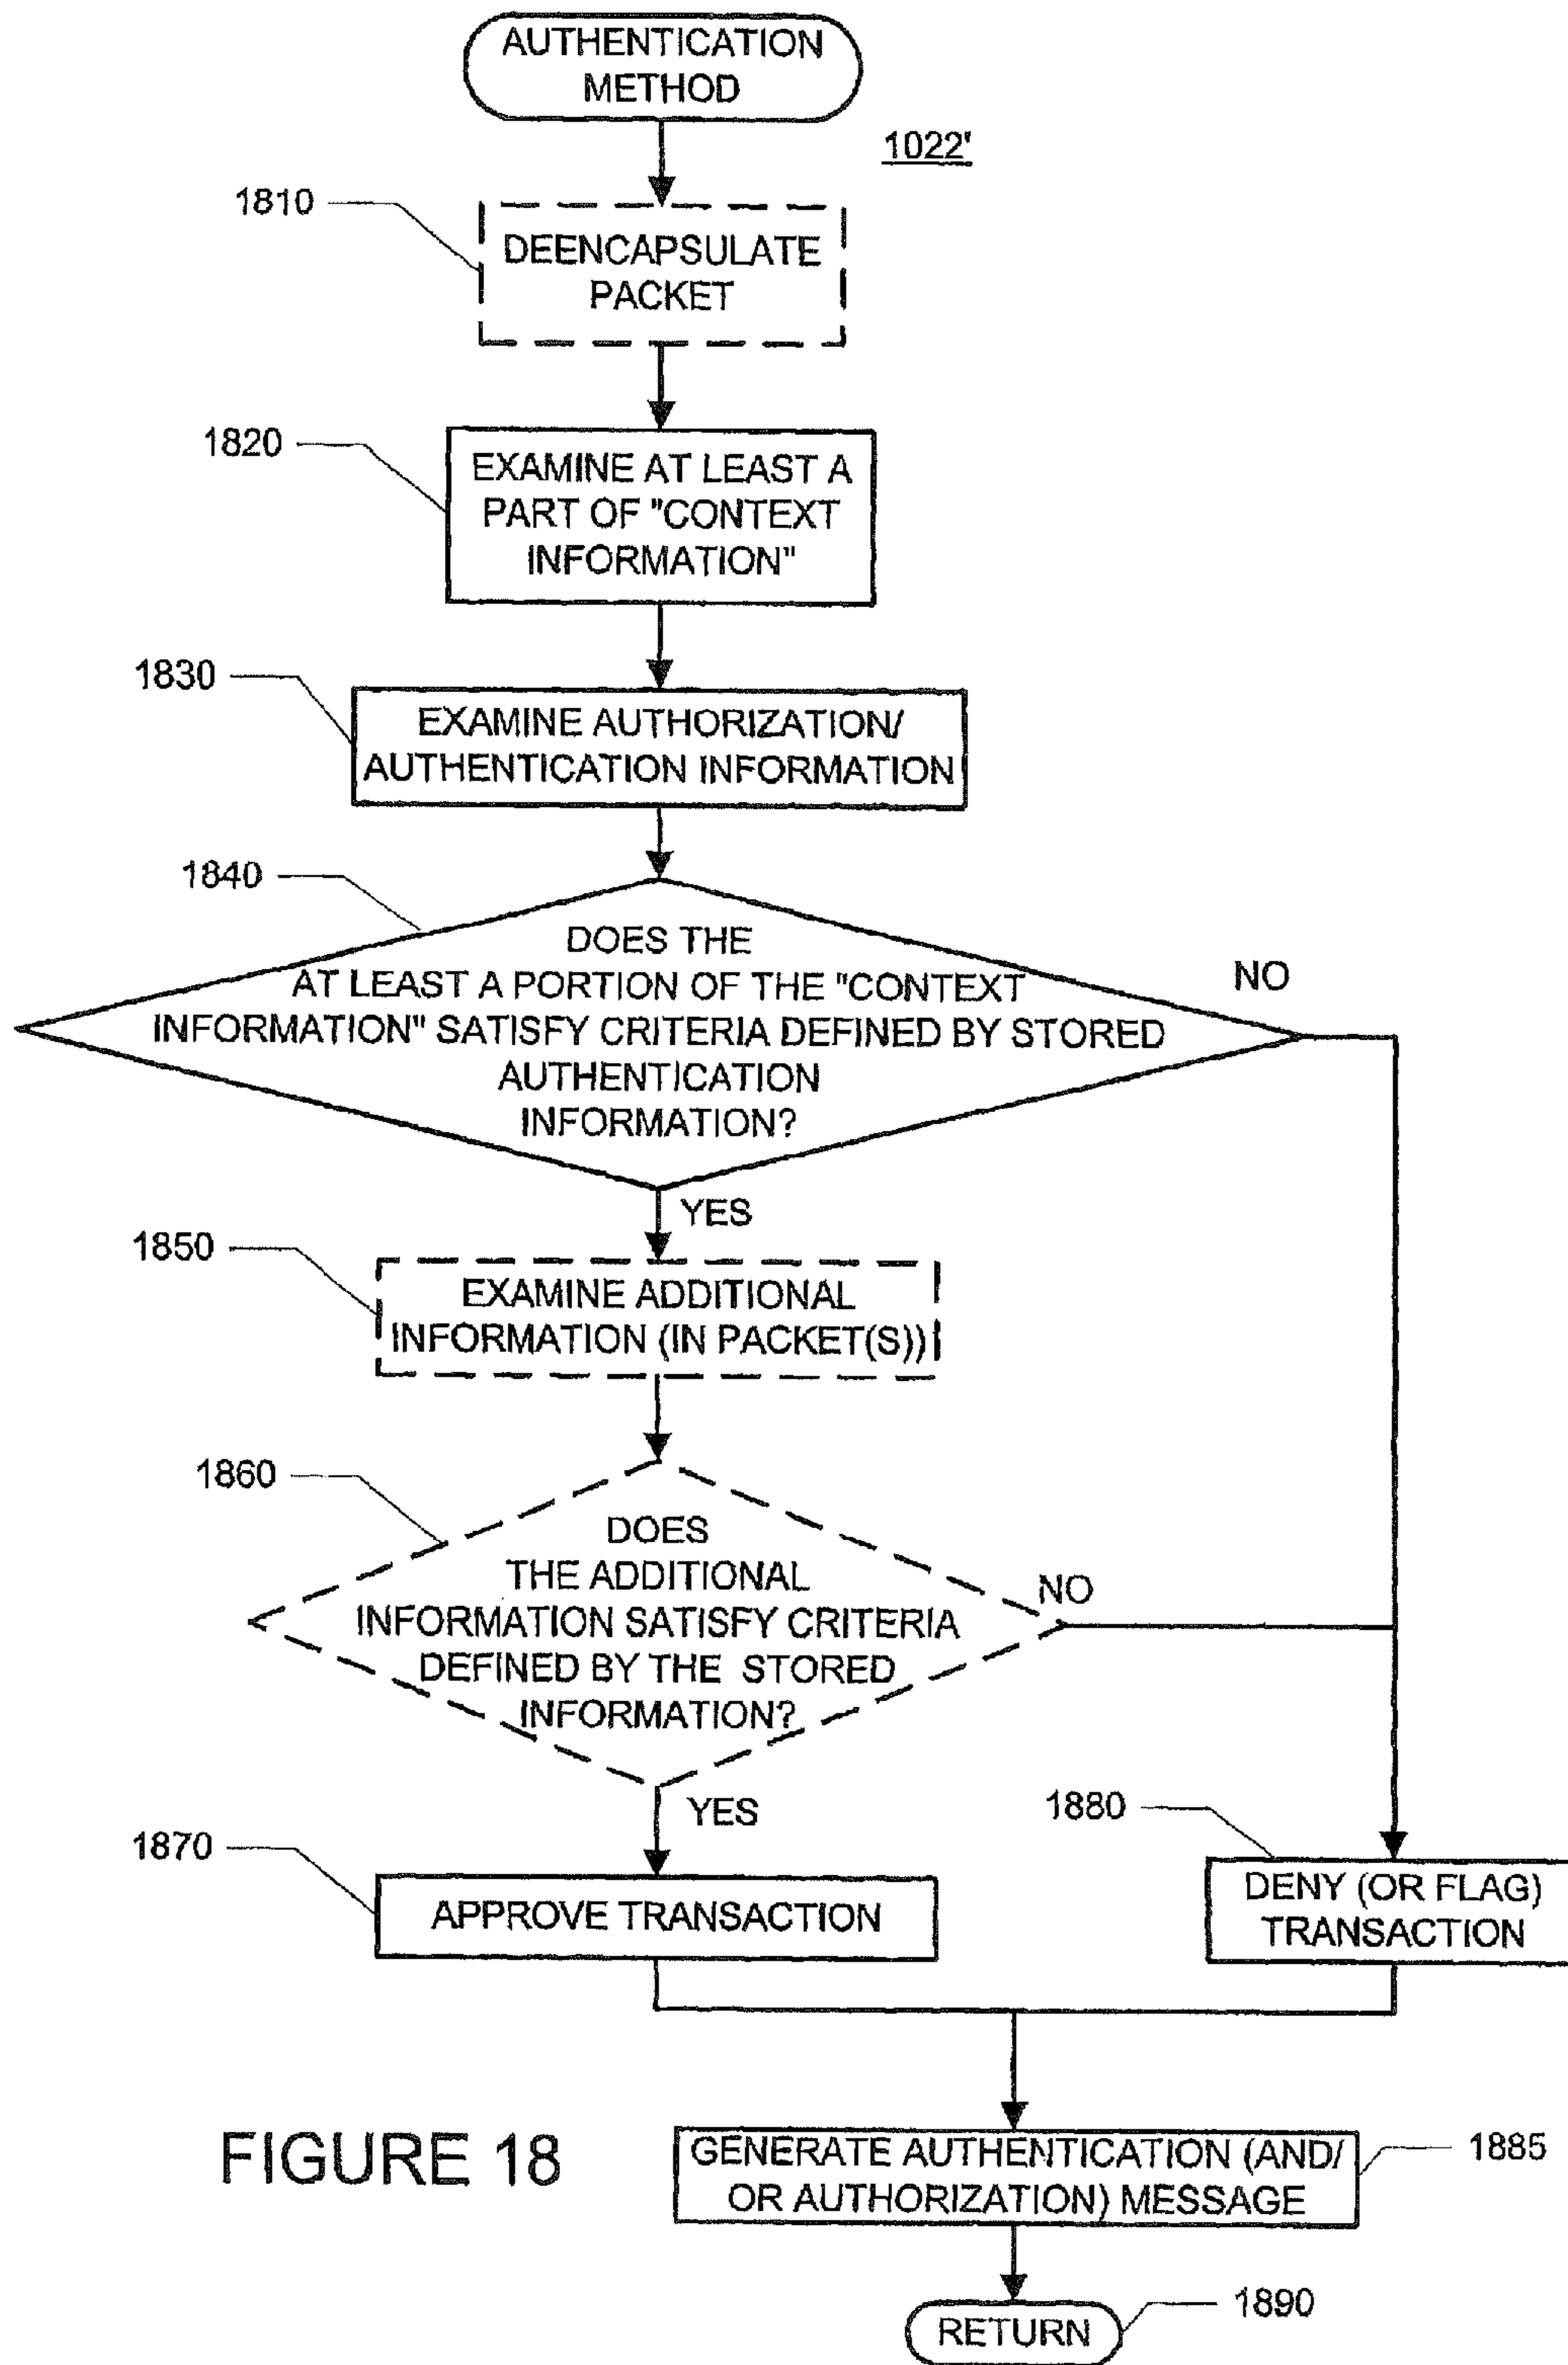 AUTHENTICATION
METHOD
1022'
1810
DEENCAPSULATE
PACKET
1820
EXAMINE AT LEAST A
PART OF "CONTEXT
INFORMATION"
1830
EXAMINE AUTHORIZATION/
AUTHENTICATION INFORMATION
1840
DOES THE
AT LEAST A PORTION OF THE "CONTEXT
INFORMATION" SATISFY CRITERIA DEFINED BY STORED
AUTHENTICATION
INFORMATION?
NO
YES
1850
EXAMINE ADDITIONAL
INFORMATION (IN PACKET(S))
1860
DOES
THE ADDITIONAL
INFORMATION SATISFY CRITERIA
DEFINED BY THE STORED
INFORMATION?
NO
YES
1870
APPROVE TRANSACTION
1880
DENY (OR FLAG)
TRANSACTION
FIGURE 18
GENERATE AUTHENTICATION (AND/
OR AUTHORIZATION) MESSAGE
1885
RETURN
1890